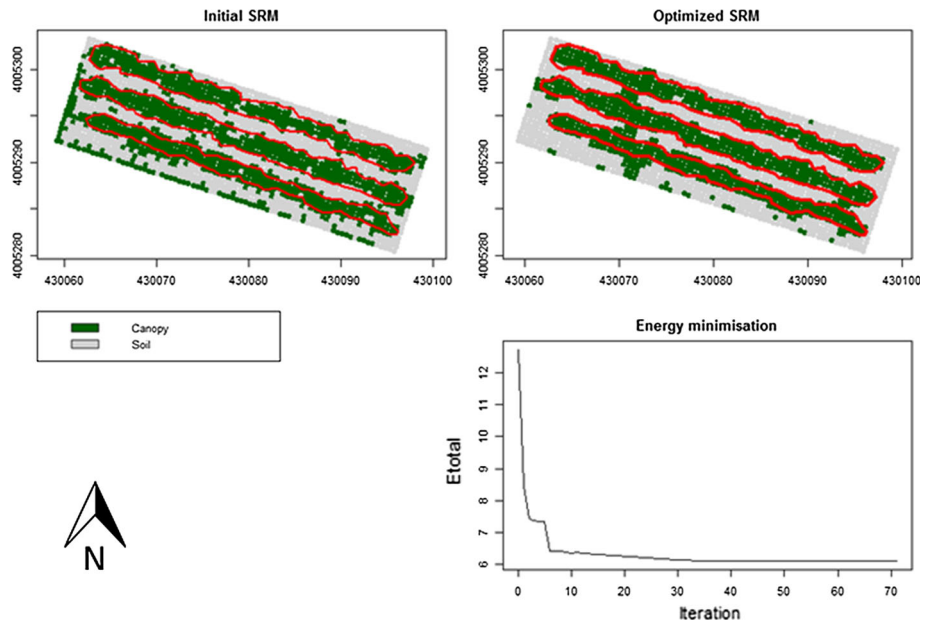 Initial SRM
4005300
4005290
4005280
430060 430070 430080 430090 430100
Optimized SRM
4005300
4005290
4005280
430060 430070 430080 430090 430100
Canopy
Soil
N
Energy minimisation
Etotal
12
11
10
9
8
7
6
0 10 20 30 40 50 60 70
Iteration